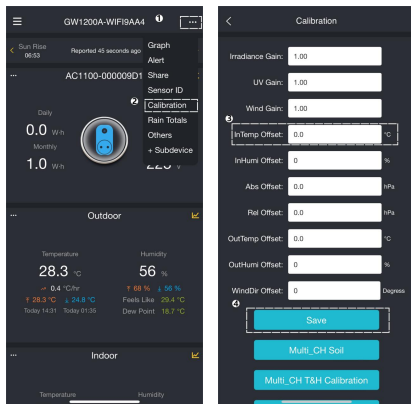 GW1200A-WIFI9AA4
1
...
Sun Rise
06:53
Reported 45 seconds ago
Graph
Alert
Share
Sensor ID
2
Calibration
Rain Totals
Others
+ Subdevice
...
AC1100-000009D1
Daily
0.0 W·h
Monthly
1.0 W·h
...
Outdoor
Temperature
Humidity
28.3 °C
56 %
0.4 °C/hr
↑ 28.3 °C ↓ 24.8 °C
Today 14:31 Today 01:35
↑ 68 % ↓ 56 %
Feels Like 29.4 °C
Dew Point 18.7 °C
...
Indoor
Temperature
Humidity
Calibration
Irradiance Gain: 1.00
UV Gain: 1.00
Wind Gain: 1.00
3
InTemp Offset: 0.0 °C
InHumi Offset: 0 %
Abs Offset: 0.0 hPa
Rel Offset: 0.0 hPa
OutTemp Offset: 0.0 °C
OutHumi Offset: 0 %
WindDir Offset: 0 Degress
4
Save
Multi_CH Soil
Multi_CH T&H Calibration